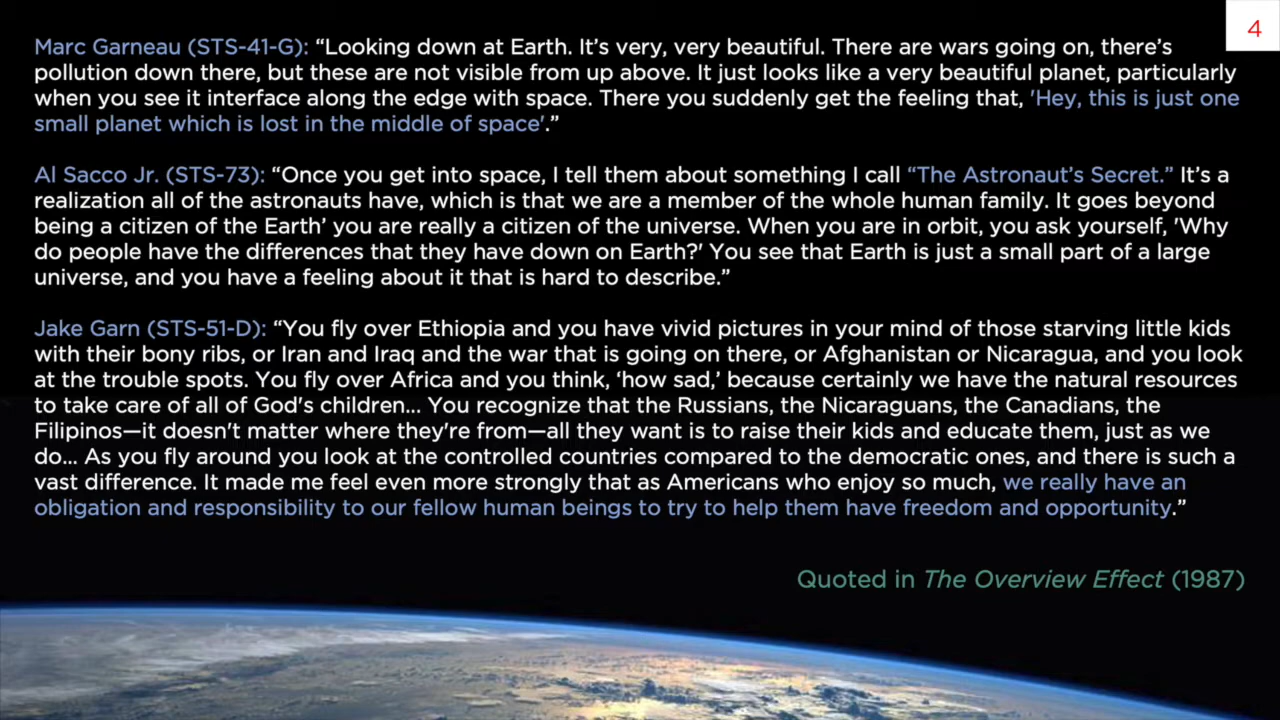 4
Marc Garneau (STS-41-G): “Looking down at Earth. It’s very, very beautiful. There are wars going on, there’s
pollution down there, but these are not visible from up above. It just looks like a very beautiful planet, particularly
when you see it interface along the edge with space. There you suddenly get the feeling that, 'Hey, this is just one
small planet which is lost in the middle of space'.”
Al Sacco Jr. (STS-73): “Once you get into space, I tell them about something I call “The Astronaut’s Secret.” It’s a
realization all of the astronauts have, which is that we are a member of the whole human family. It goes beyond
being a citizen of the Earth’ you are really a citizen of the universe. When you are in orbit, you ask yourself, 'Why
do people have the differences that they have down on Earth?' You see that Earth is just a small part of a large
universe, and you have a feeling about it that is hard to describe.”
Jake Garn (STS-51-D): “You fly over Ethiopia and you have vivid pictures in your mind of those starving little kids
with their bony ribs, or Iran and Iraq and the war that is going on there, or Afghanistan or Nicaragua, and you look
at the trouble spots. You fly over Africa and you think, ‘how sad,’ because certainly we have the natural resources
to take care of all of God's children... You recognize that the Russians, the Nicaraguans, the Canadians, the
Filipinos—it doesn't matter where they're from—all they want is to raise their kids and educate them, just as we
do... As you fly around you look at the controlled countries compared to the democratic ones, and there is such a
vast difference. It made me feel even more strongly that as Americans who enjoy so much, we really have an
obligation and responsibility to our fellow human beings to try to help them have freedom and opportunity.”
Quoted in The Overview Effect (1987)